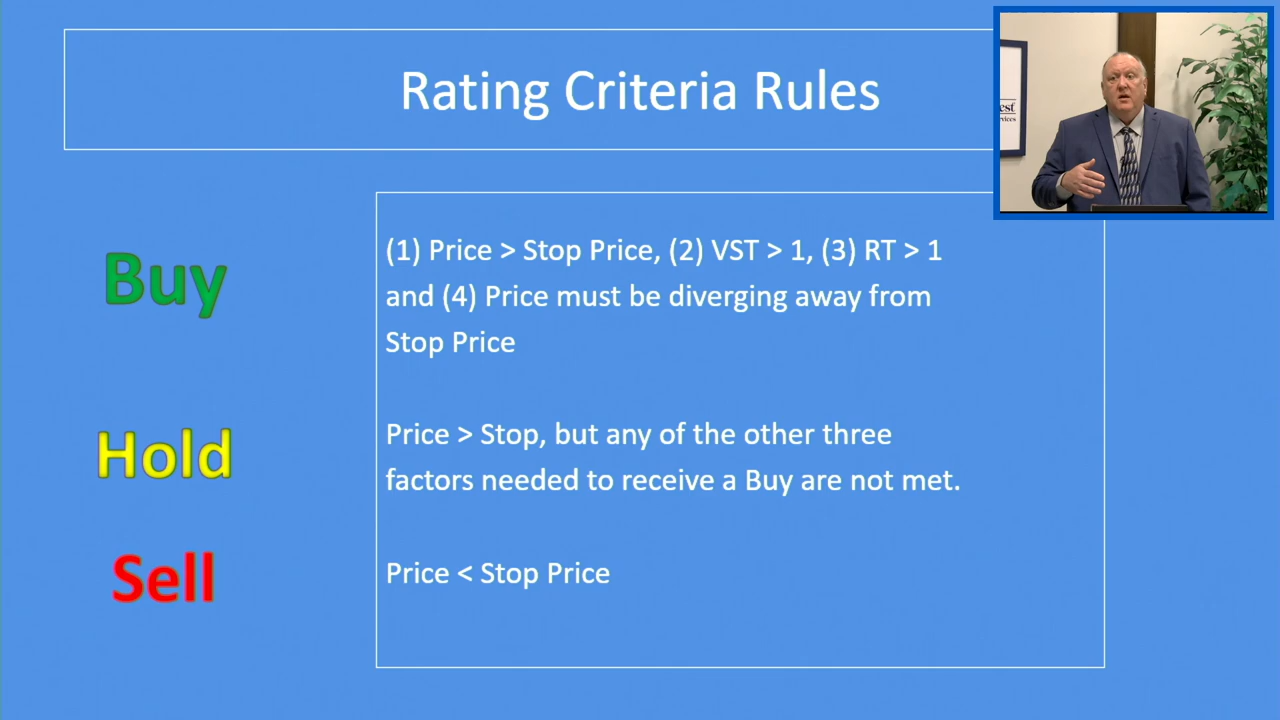 Rating Criteria Rules
est
rvices
Buy
(1) Price > Stop Price, (2) VST > 1, (3) RT > 1
and (4) Price must be diverging away from
Stop Price
Hold
Price > Stop, but any of the other three
factors needed to receive a Buy are not met.
Sell
Price < Stop Price